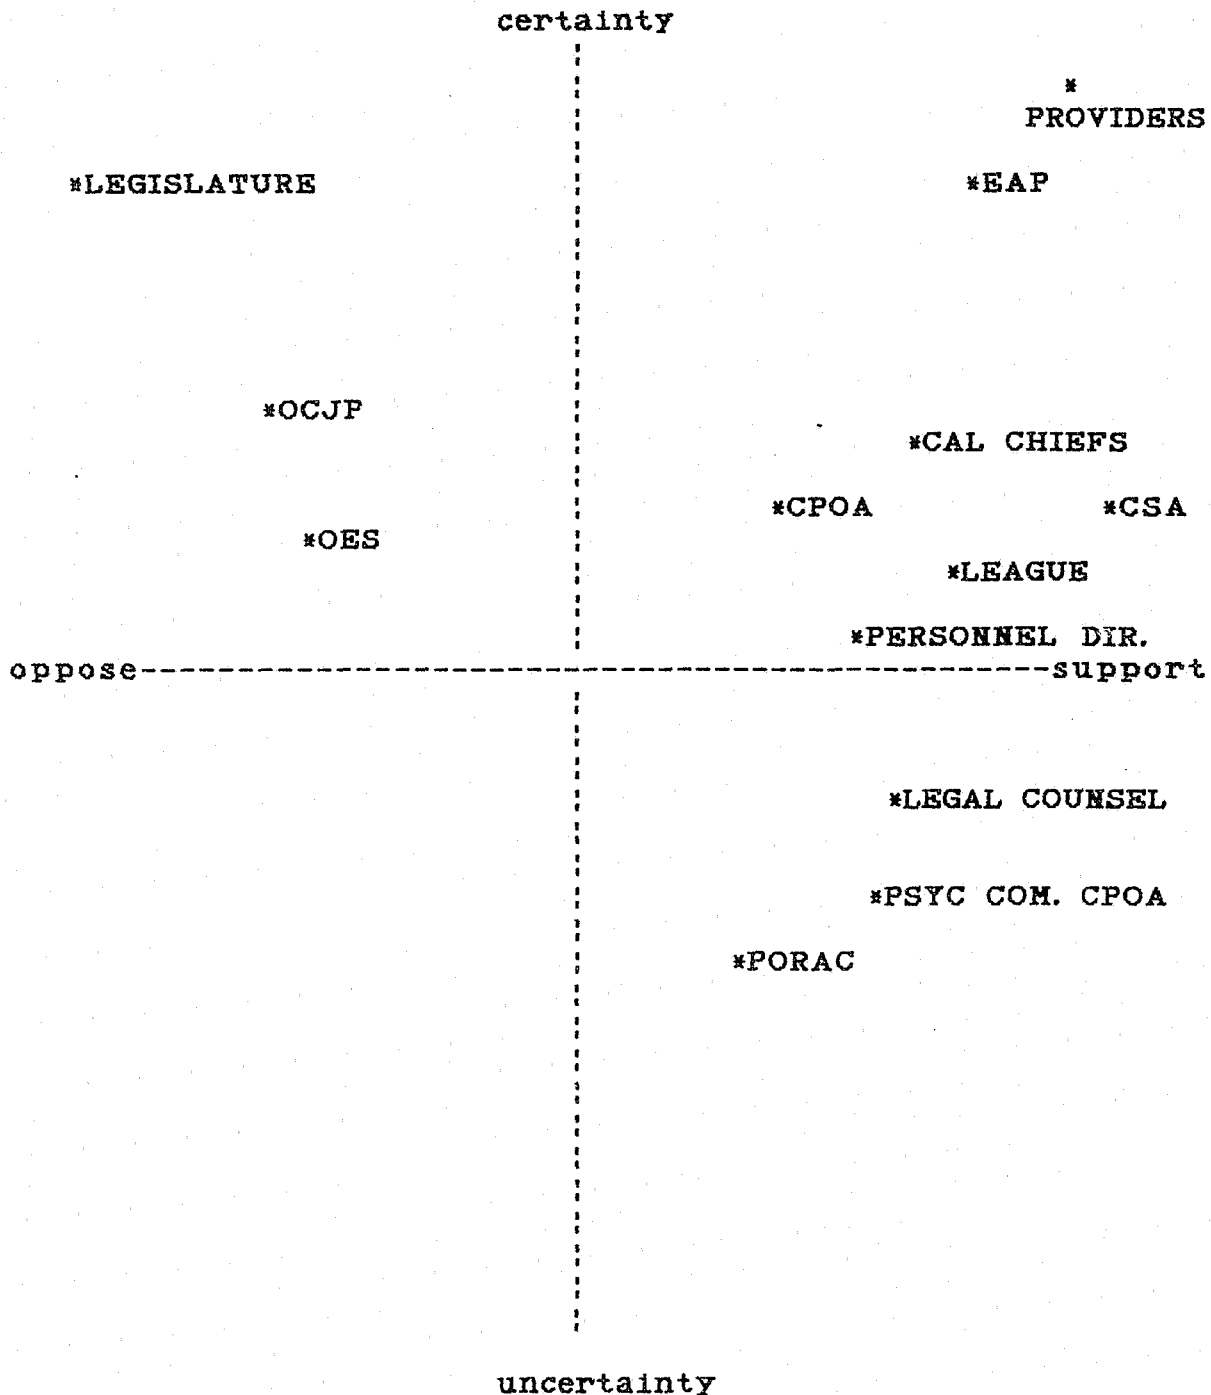 certainty
*
PROVIDERS
*LEGISLATURE *EAP
*OCJP
*CAL CHIEFS
*CPOA *CSA
*OES
*LEAGUE
*PERSONNEL DIR.
oppose----------------------------------------------support
*LEGAL COUNSEL
*PSYC COM. CPOA
*PORAC
uncertainty